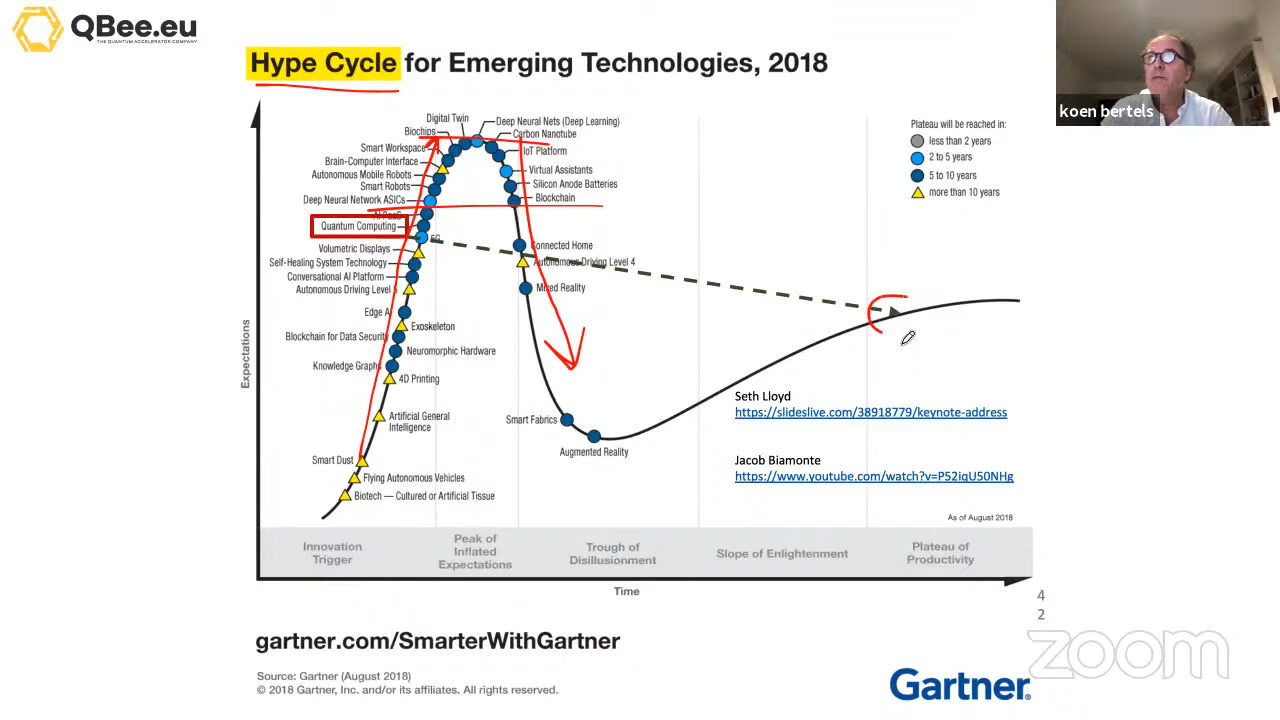 QBee.eu
THE QUANTUM ACCELERATOR COMPANY
koen bertels
Hype Cycle for Emerging Technologies, 2018
Expectations
Digital Twin
Deep Neural Nets (Deep Learning)
Biochips
Carbon Nanotube
Smart Workspace
IoT Platform
Brain-Computer Interface
Virtual Assistants
Autonomous Mobile Robots
Smart Robots
Silicon Anode Batteries
Deep Neural Network ASICs
Blockchain
AI PaaS
Quantum Computing
5G
Volumetric Displays
Connected Home
Self-Healing System Technology
Autonomous Driving Level 4
Conversational AI Platform
Autonomous Driving Level
Mixed Reality
Edge A
Exoskeleton
Blockchain for Data Security
Neuromorphic Hardware
Knowledge Graphs
4D Printing
Artificial General
Intelligence
Smart Fabrics
Augmented Reality
Smart Dust
Flying Autonomous Vehicles
Biotech — Cultured or Artificial Tissue
Plateau will be reached in:
less than 2 years
2 to 5 years
5 to 10 years
more than 10 years
Seth Lloyd
https://slideslive.com/38918779/keynote-address
Jacob Biamonte
https://www.youtube.com/watch?v=P52iqU50NHg
As of August 2018
Innovation
Trigger
Peak of
Inflated
Expectations
Trough of
Disillusionment
Slope of Enlightenment
Plateau of
Productivity
Time
4
2
gartner.com/SmarterWithGartner
Source: Gartner (August 2018)
© 2018 Gartner, Inc. and/or its affiliates. All rights reserved.
Gartner.
zoom